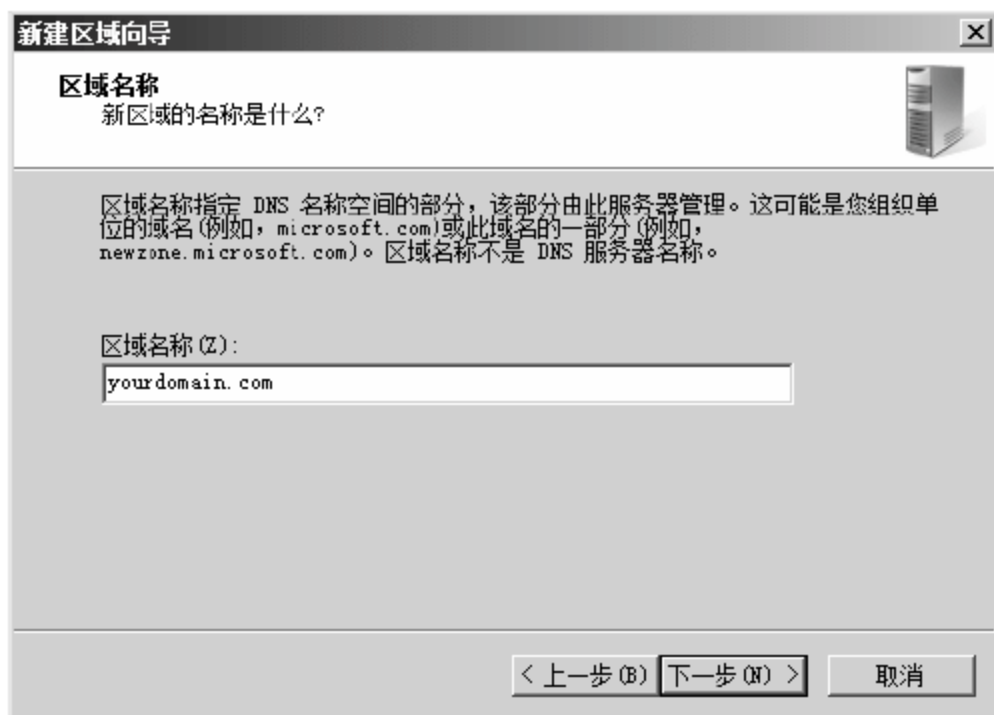 新建区域向导
区域名称
新区域的名称是什么?
区域名称指定 DNS 名称空间的部分，该部分由此服务器管理。这可能是您组织单
位的域名(例如，microsoft.com)或此域名的一部分(例如，
newzone.microsoft.com)。区域名称不是 DNS 服务器名称。
区域名称(Z):
yourdomain.com
< 上一步(B) 下一步(N) > 取消